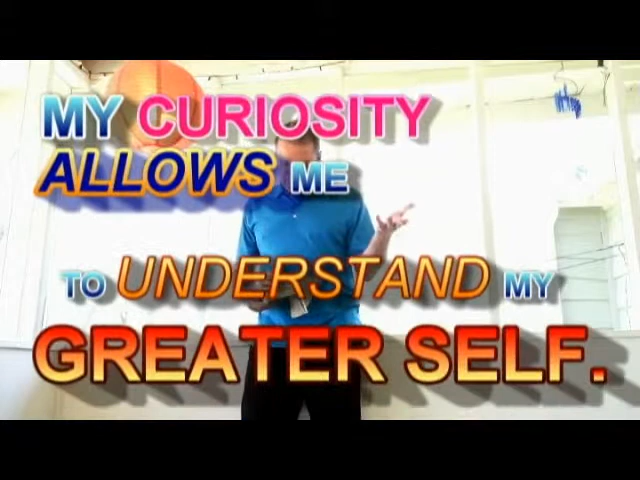 MY CURIOSITY
ALLOWS ME
TO UNDERSTAND MY
GREATER SELF.